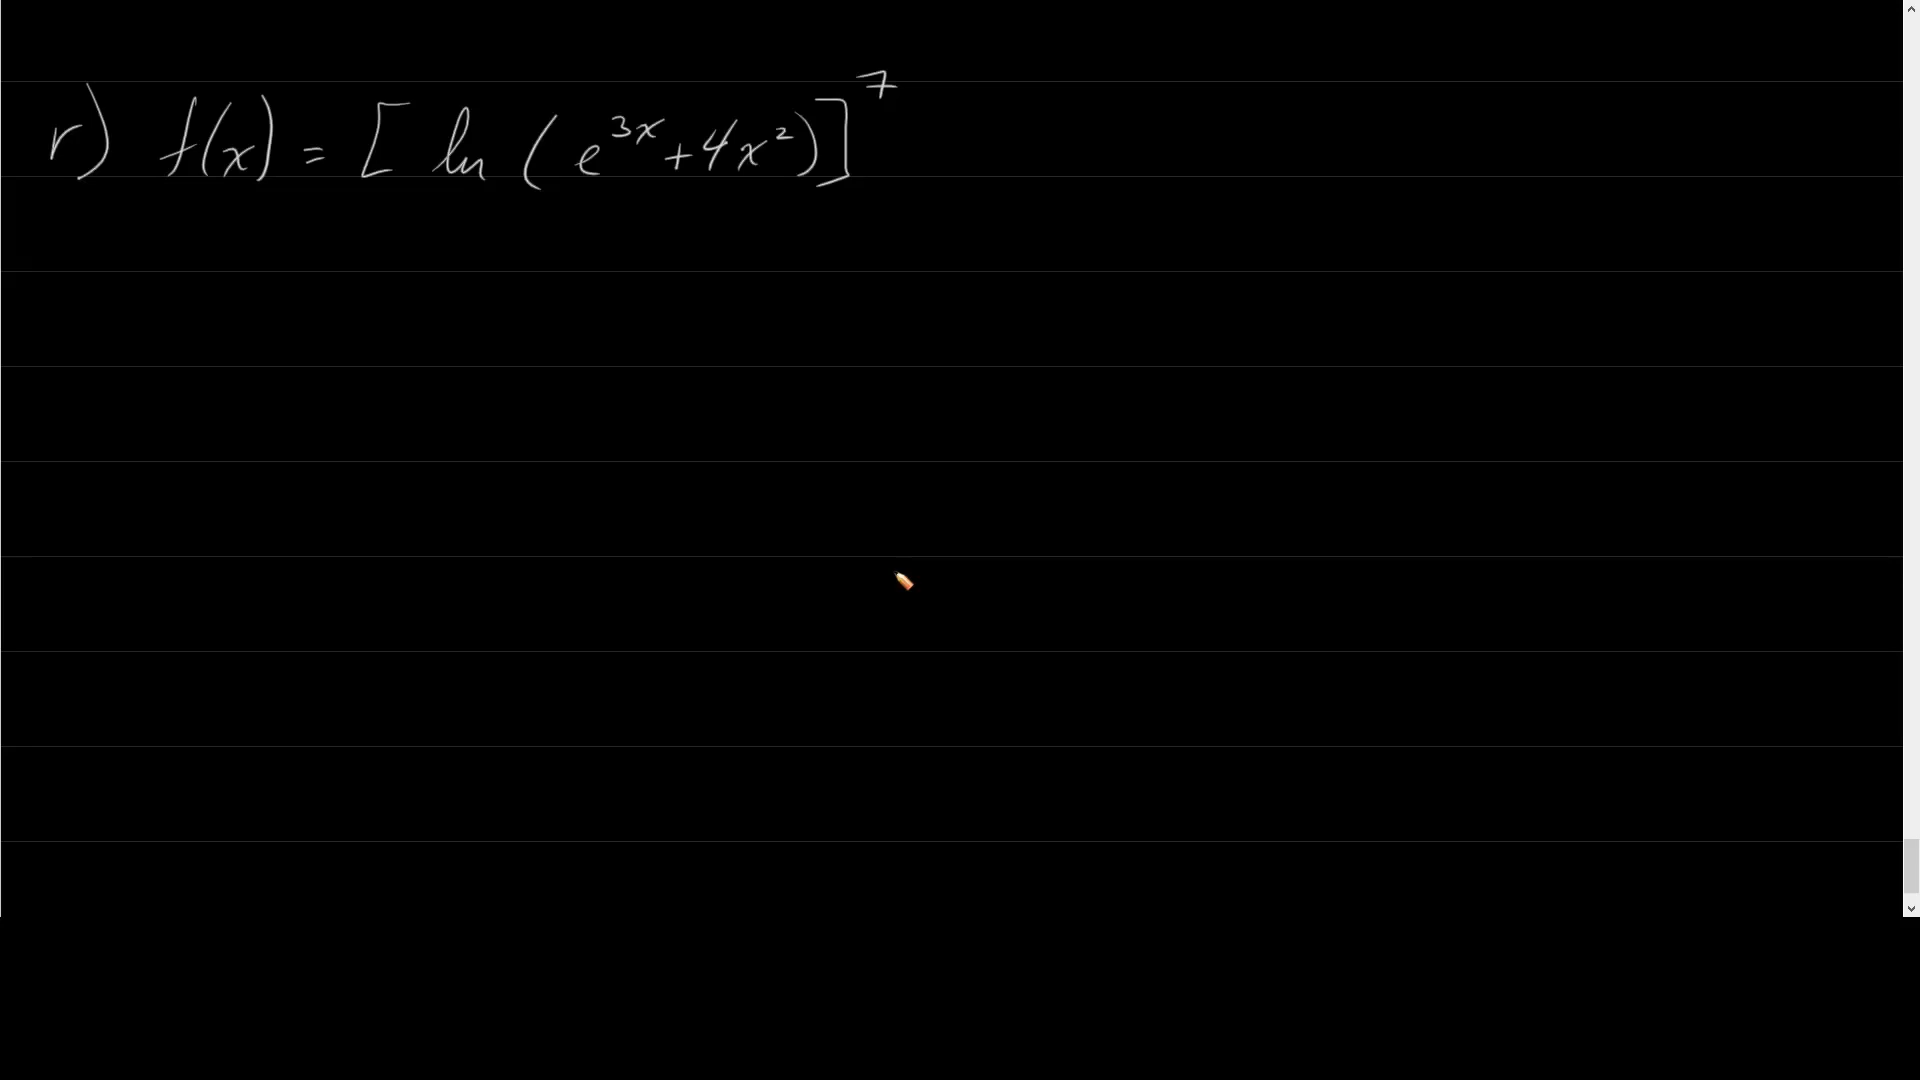 r) f(x) = [ ln ( e^{3x} + 4x^2 ) ]^7